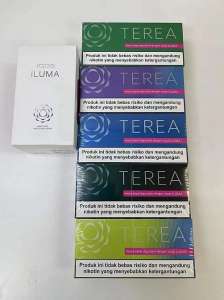 IQOS
ILUMA
TEREA
Produk ini tidak bebas risiko dan mengandung
nikotin yang menyebabkan ketergantungan
TEREA
Produk ini tidak bebas risiko dan mengandung
nikotin yang menyebabkan ketergantungan
TEREA
Produk ini tidak bebas risiko dan mengandung
nikotin yang menyebabkan ketergantungan
TEREA
Produk ini tidak bebas risiko dan mengandung
nikotin yang menyebabkan ketergantungan
TEREA
Produk ini tidak bebas risiko dan mengandung
nikotin yang menyebabkan ketergantungan